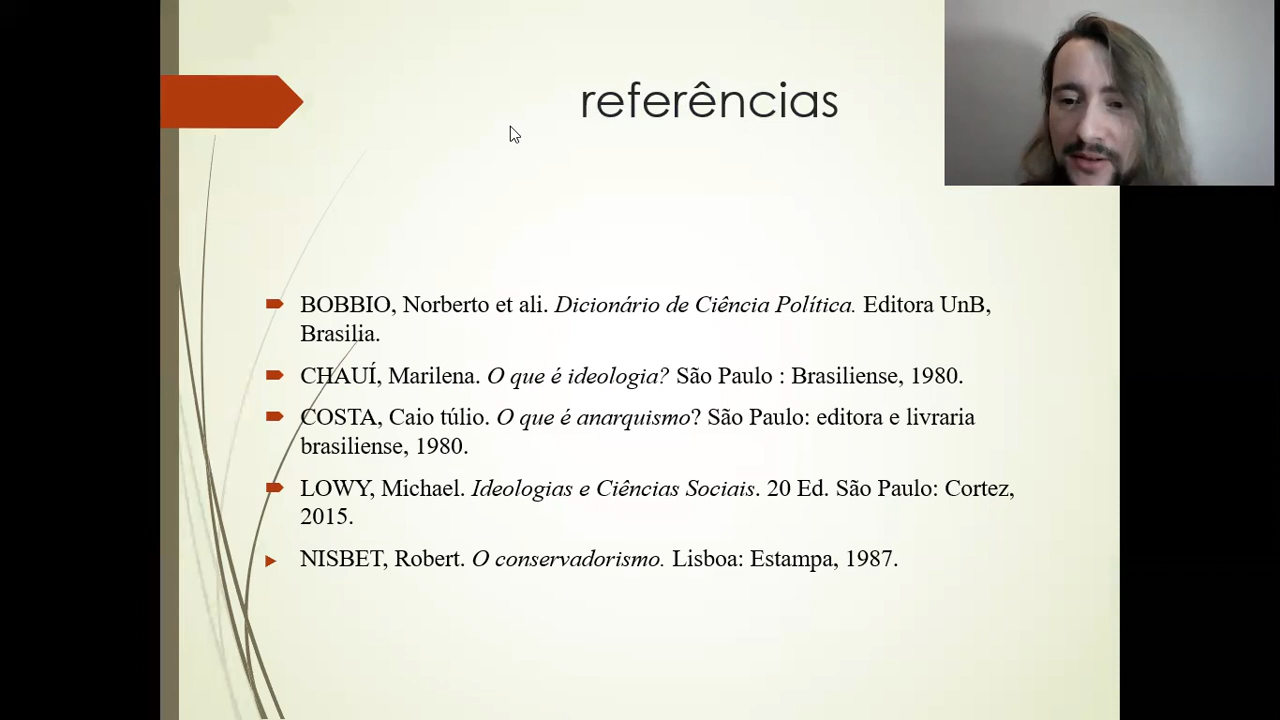 referências
BOBBIO, Norberto et ali. Dicionário de Ciência Política. Editora UnB,
Brasilia.
CHAUÍ, Marilena. O que é ideologia? São Paulo : Brasiliense, 1980.
COSTA, Caio túlio. O que é anarquismo? São Paulo: editora e livraria
brasiliense, 1980.
LOWY, Michael. Ideologias e Ciências Sociais. 20 Ed. São Paulo: Cortez,
2015.
NISBET, Robert. O conservadorismo. Lisboa: Estampa, 1987.